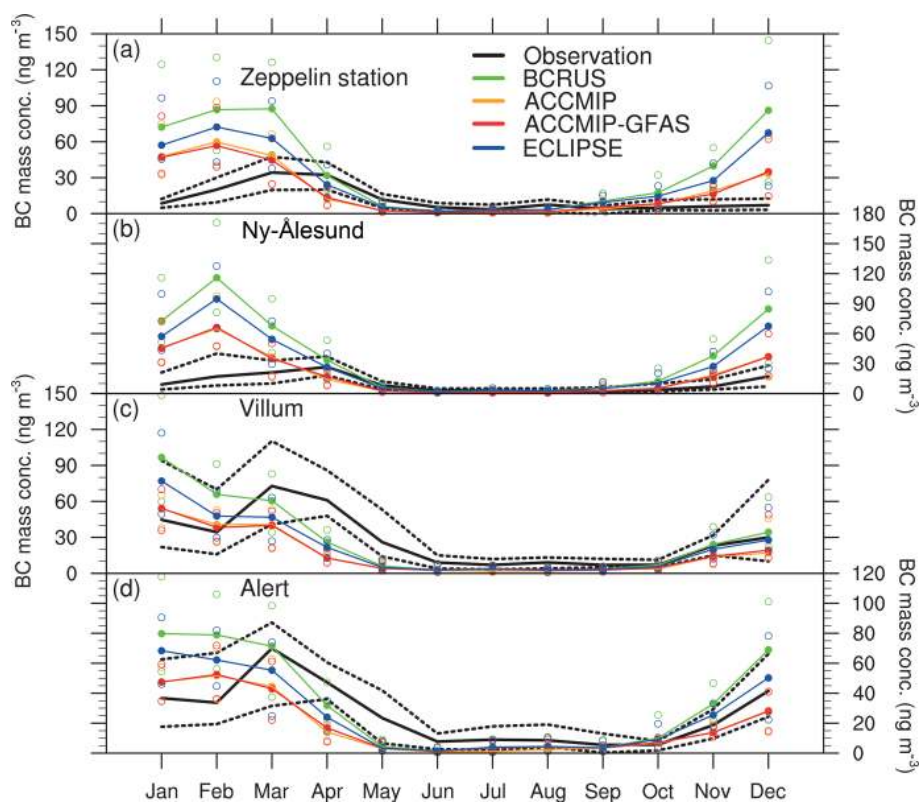 BC mass conc. (ng m-3)
150
120
90
60
30
0
(a)
Zeppelin station
Observation
BCRUS
ACCMIP
ACCMIP-GFAS
ECLIPSE
(b)
Ny-Ålesund
180
150
120
90
60
30
0
BC mass conc. (ng m-3)
BC mass conc. (ng m-3)
150
120
90
60
30
0
(c)
Villum
(d)
Alert
120
100
80
60
40
20
0
BC mass conc. (ng m-3)
Jan Feb Mar Apr May Jun Jul Aug Sep Oct Nov Dec